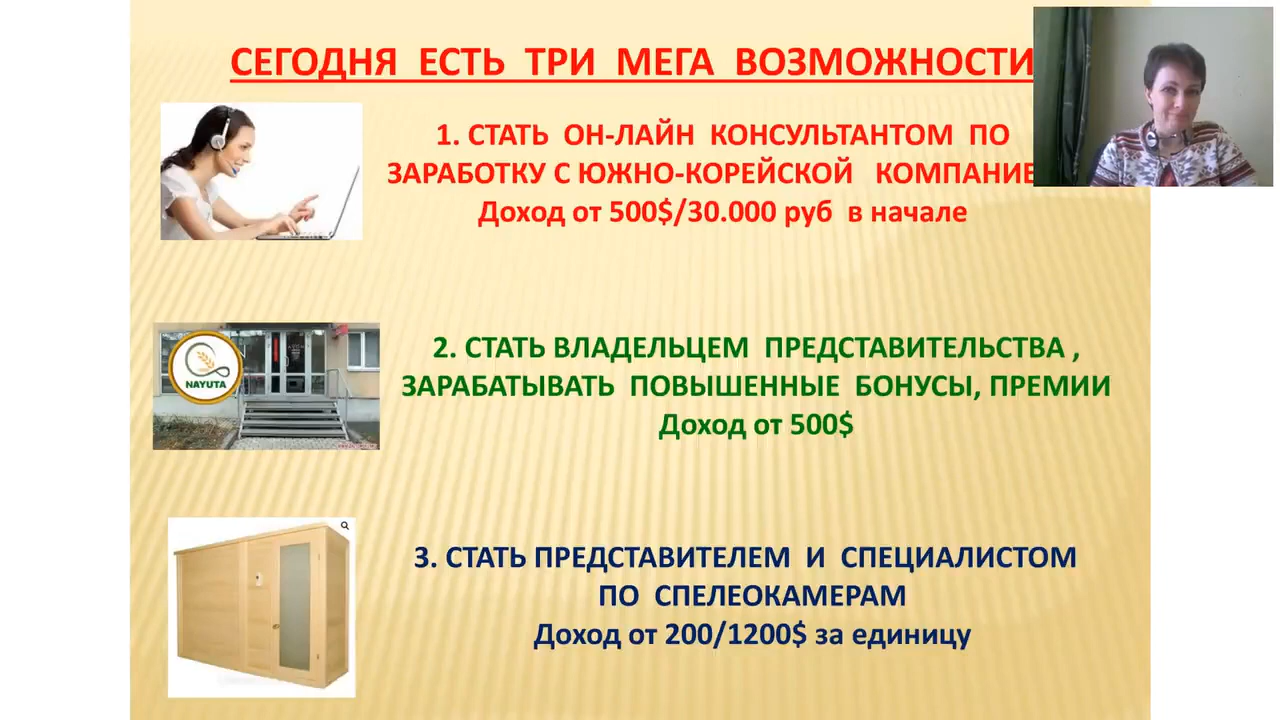 СЕГОДНЯ ЕСТЬ ТРИ МЕГА ВОЗМОЖНОСТИ
1. СТАТЬ ОН-ЛАЙН КОНСУЛЬТАНТОМ ПО
ЗАРАБОТКУ С ЮЖНО-КОРЕЙСКОЙ КОМПАНИЕ
Доход от 500$/30.000 руб в начале
NAYUTA
2. СТАТЬ ВЛАДЕЛЬЦЕМ ПРЕДСТАВИТЕЛЬСТВА ,
ЗАРАБАТЫВАТЬ ПОВЫШЕННЫЕ БОНУСЫ, ПРЕМИИ
Доход от 500$
3. СТАТЬ ПРЕДСТАВИТЕЛЕМ И СПЕЦИАЛИСТОМ
ПО СПЕЛЕОКАМЕРАМ
Доход от 200/1200$ за единицу